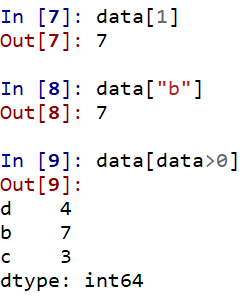 In [7]: data[1]
Out[7]: 7
In [8]: data["b"]
Out[8]: 7
In [9]: data[data>0]
Out[9]:
d    4
b    7
c    3
dtype: int64